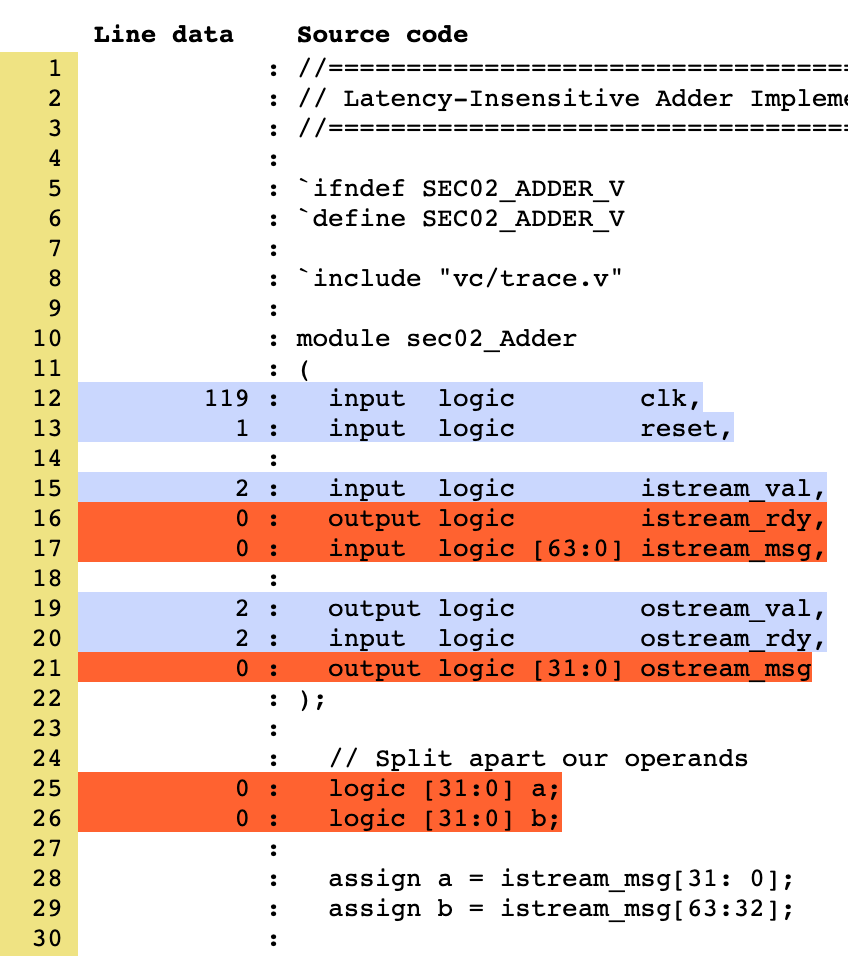 Line data    Source code
1              : //==================================
2              : // Latency-Insensitive Adder
3              : //==================================
4              :
5              : `ifndef SEC02_ADDER_V
6              : `define SEC02_ADDER_V
7              :
8              : `include "vc/trace.v"
9              :
10             : module sec02_Adder
11             : (
12         119 :   input  logic        clk,
13           1 :   input  logic        reset,
14             :
15           2 :   input  logic        istream_val,
16           0 :   output logic        istream_rdy,
17           0 :   input  logic [63:0] istream_msg,
18             :
19           2 :   output logic        ostream_val,
20           2 :   input  logic        ostream_rdy,
21           0 :   output logic [31:0] ostream_msg
22             : );
23             :
24             :   // Split apart our operands
25           0 :   logic [31:0] a;
26           0 :   logic [31:0] b;
27             :
28             :   assign a = istream_msg[31: 0];
29             :   assign b = istream_msg[63:32];
30             :